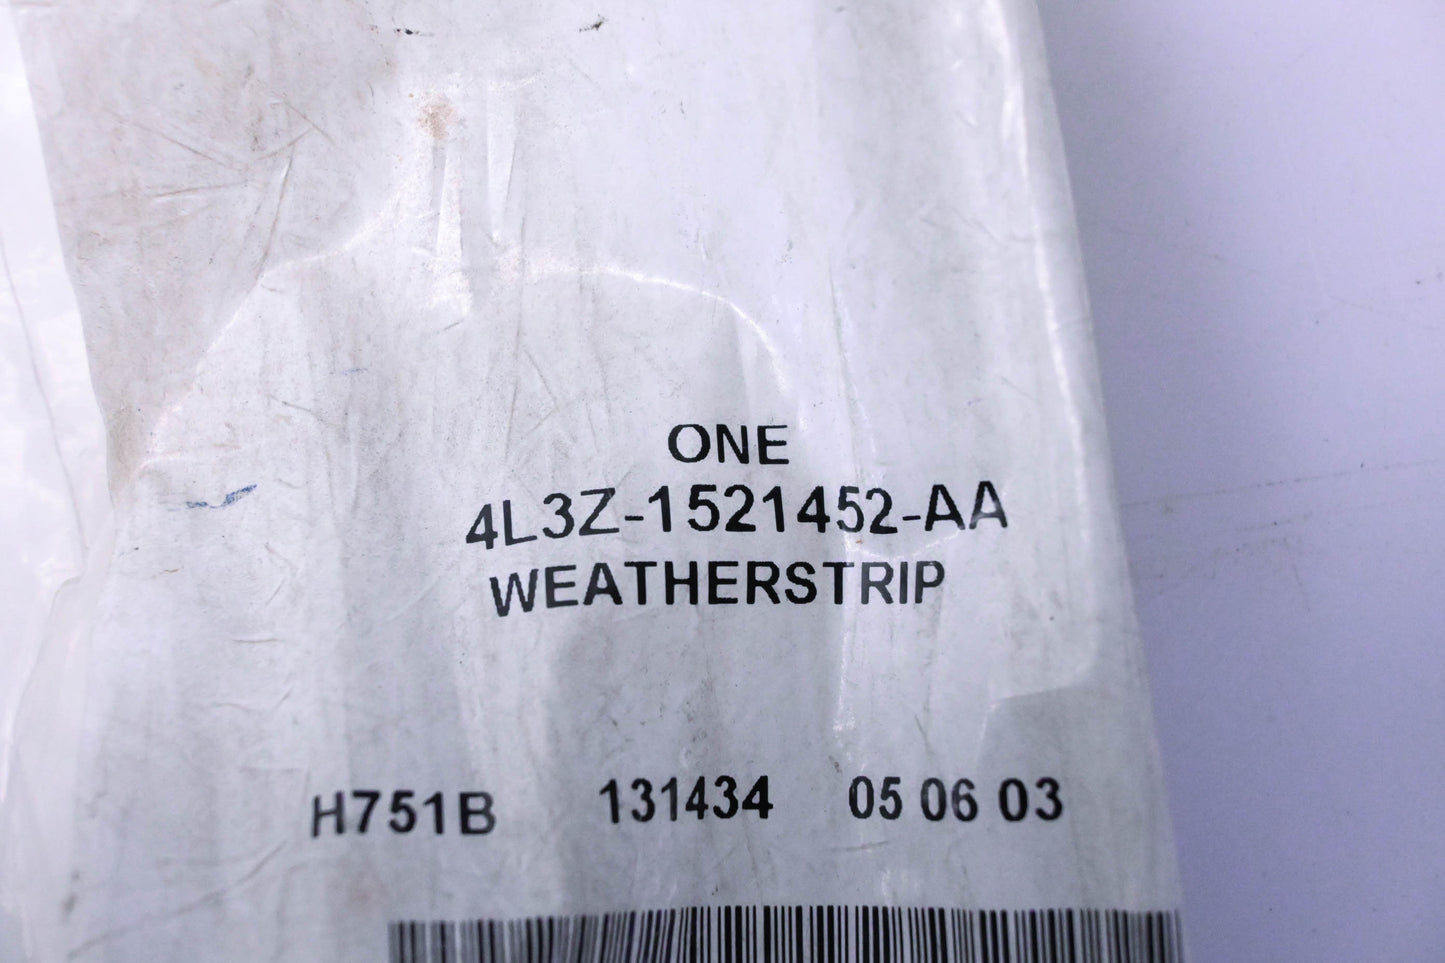 ONE
4L3Z-1521452-AA
WEATHERSTRIP
H751B 131434 05 06 03